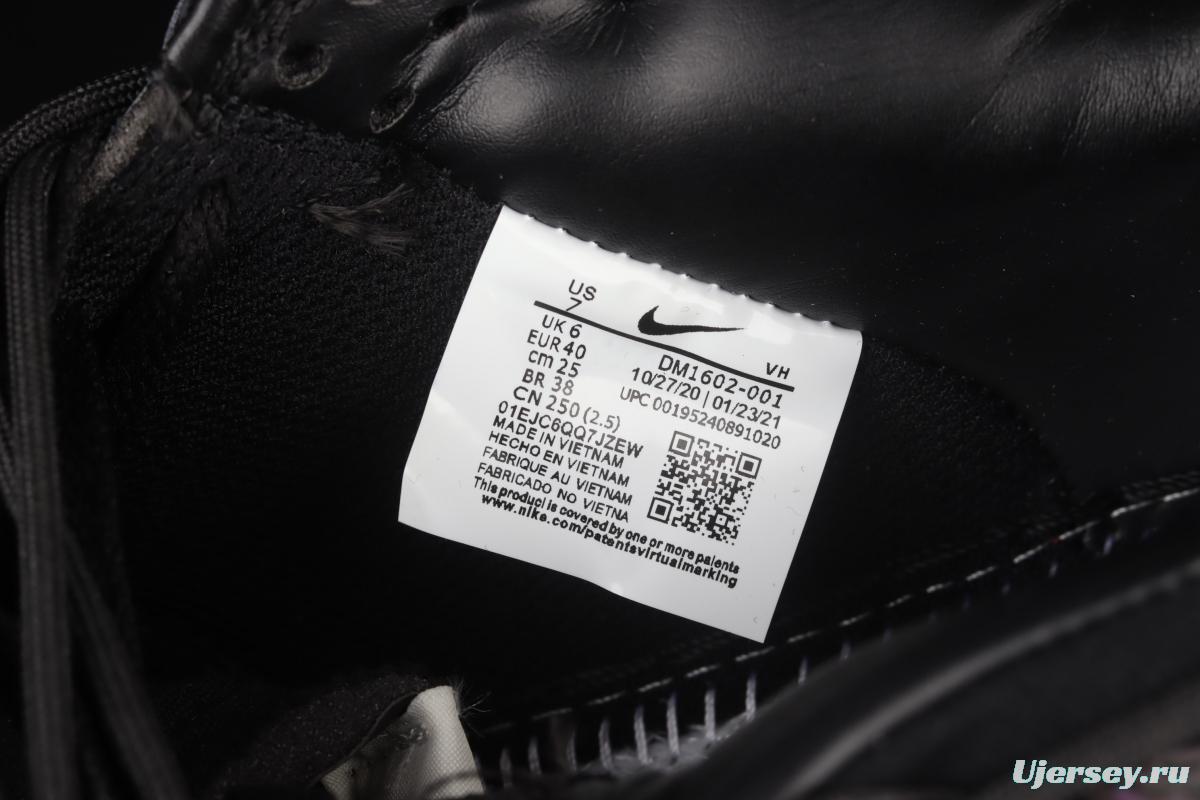 US
7
UK 6
EUR 40
cm 25
BR 38
CN 250 (2.5)
01EJC6QQ7JZEW
MADE IN VIETNAM
HECHO EN VIETNAM
FABRIQUE AU VIETNAM
FABRICADO NO VIETNA
VH
DM1602-001
10/27/20 | 01/23/21
UPC 00195240891020
This product is covered by one or more patents
www.nike.com/patentsvirtualmarking
Ujersey.ru